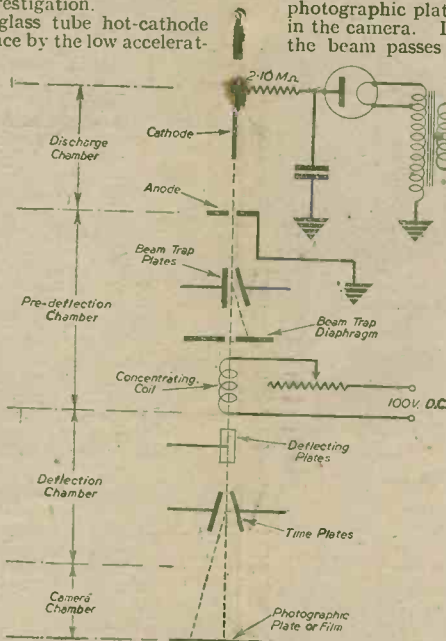 estigation.
glass tube hot-cathode
nce by the low accelerat-
photographic plat
in the camera. I
the beam passes
2·10 MΩ
Cathode
Discharge
Chamber
Anode
Beam Trap
Plates
Pre-deflection
Chamber
Beam Trap
Diaphragm
Concentrating
Coil
100V. D.C
Deflecting
Plates
Deflection
Chamber
Time Plates
Camera
Chamber
Photographic
Plate or Film